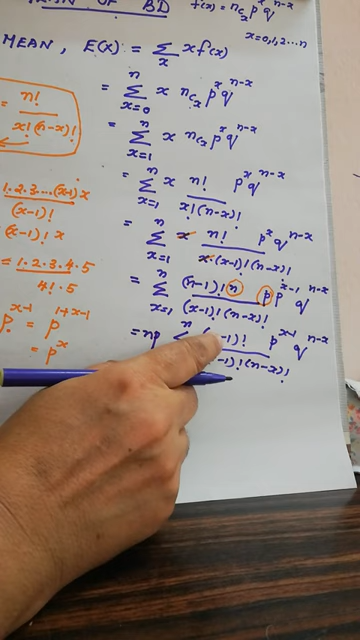 OF BD
f(x) = nCx p^x q^(n-x)
x = 0, 1, 2 ... n
MEAN, E(X) = Σ_x x f(x)
= Σ_{x=0}^{n} x nCx p^x q^(n-x)
= Σ_{x=1}^{n} x nCx p^x q^(n-x)
= Σ_{x=1}^{n} x n! / x!(n-x)! p^x q^(n-x)
= Σ_{x=1}^{n} x n! / x(x-1)!(n-x)! p^x q^(n-x)
= Σ_{x=1}^{n} (n-1)! n / (x-1)!(n-x)! p p^(x-1) q^(n-x)
= np Σ^n -1)! / -1)!(n-x)! p^(x-1) q^(n-x)
= n! / x!(n-x)!
1.2.3...(x-1)x
(x-1)!
(x-1)! x
= 1.2.3.4.5
4!.5
p. p^(x-1) = p^(1+x-1)
= p^x